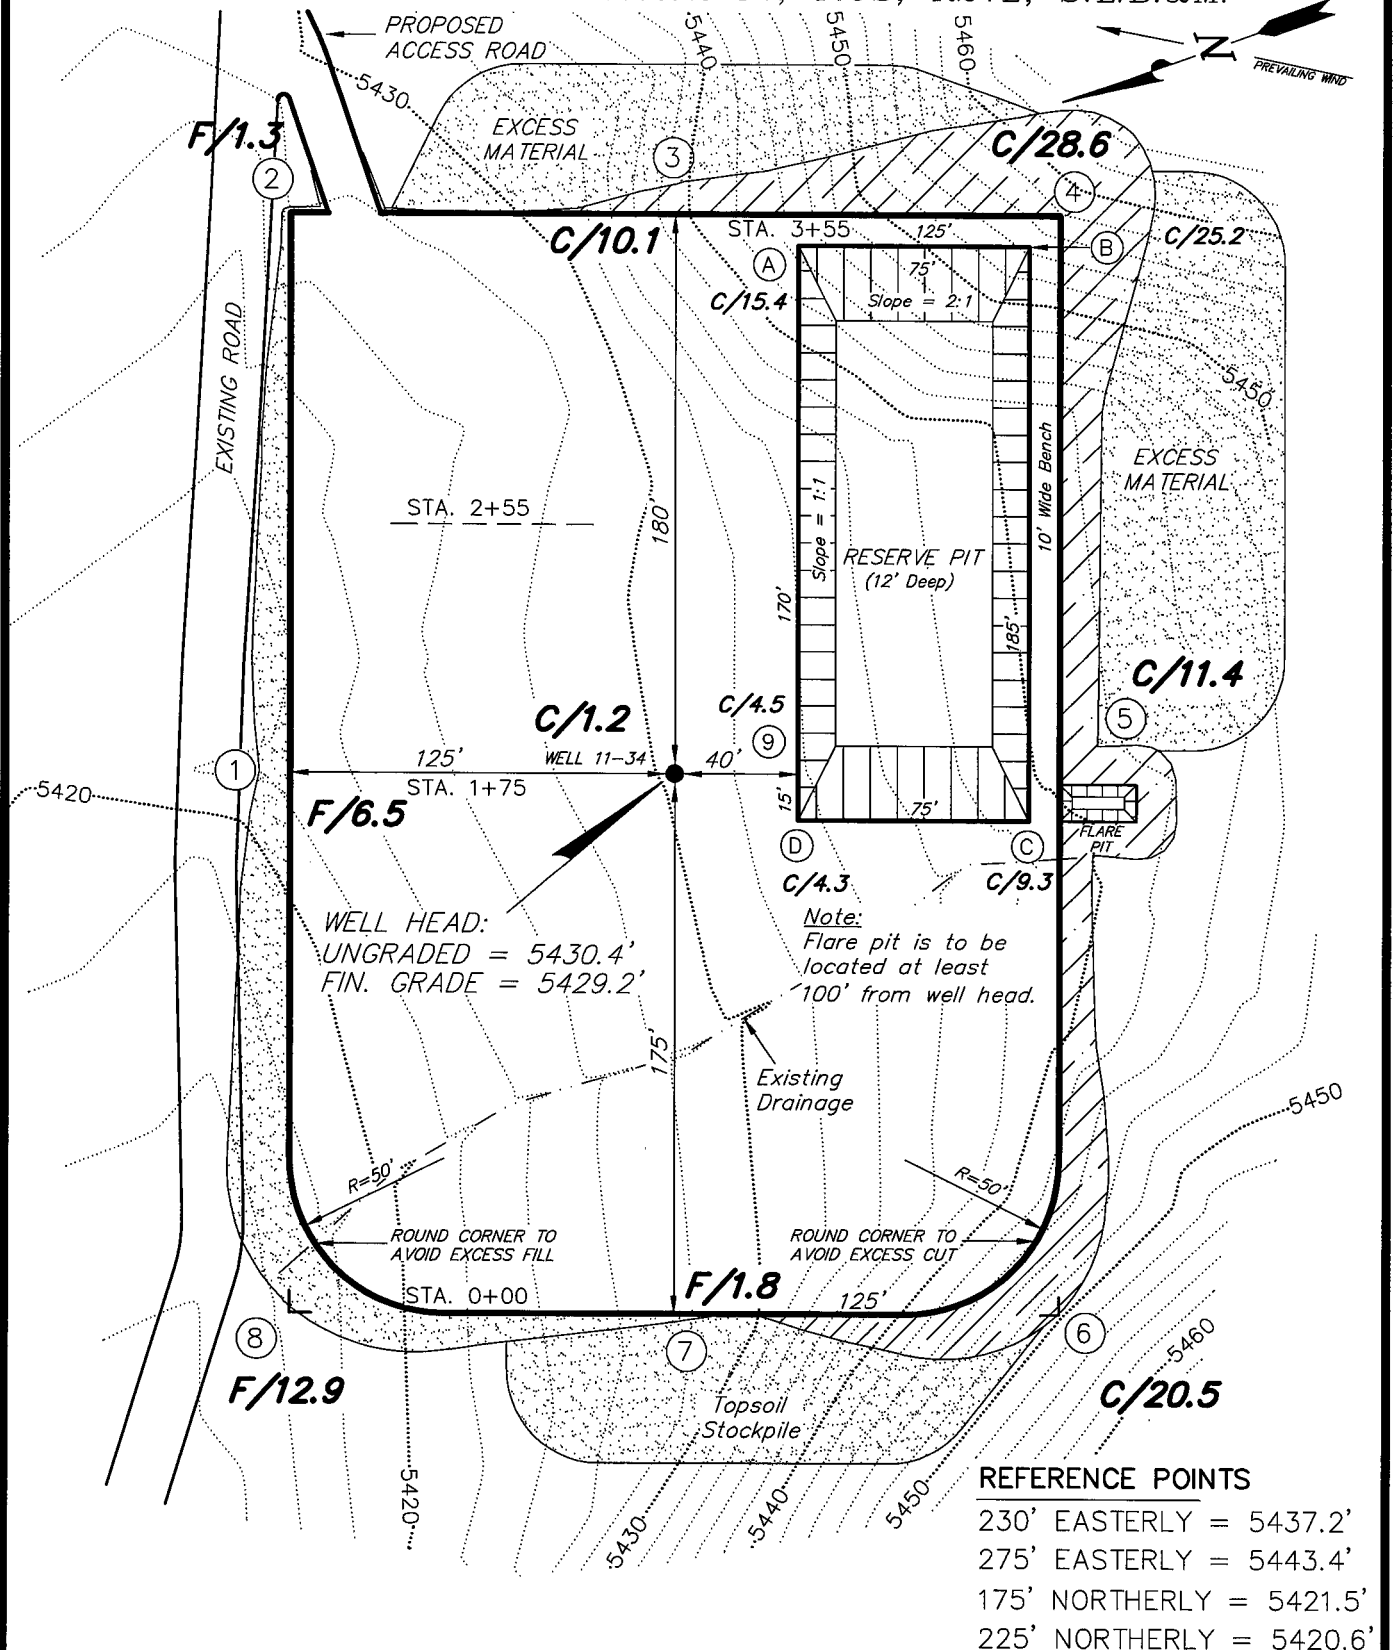 PROPOSED
ACCESS ROAD
5440
5450
5460
N
PREVAILING WIND
5430
EXCESS
MATERIAL
F/1.3
2
3
C/28.6
4
C/10.1
STA. 3+55
125'
B
C/25.2
A
75'
C/15.4
Slope = 2:1
EXISTING ROAD
5450
10' Wide Bench
EXCESS
MATERIAL
STA. 2+55
180'
Slope = 1:1
RESERVE PIT
(12' Deep)
170'
185'
C/11.4
C/4.5
5
C/1.2
9
1
125'
WELL 11-34
40'
5420
STA. 1+75
15'
75'
F/6.5
FLARE
PIT
D
C
C/4.3
C/9.3
WELL HEAD:
UNGRADED = 5430.4'
FIN. GRADE = 5429.2'
Note:
Flare pit is to be
located at least
100' from well head.
175'
Existing
Drainage
5450
R=50'
R=50'
ROUND CORNER TO
AVOID EXCESS FILL
ROUND CORNER TO
AVOID EXCESS CUT
STA. 0+00
F/1.8
125'
8
7
6
5460
F/12.9
C/20.5
Topsoil
Stockpile
5420
5430
5440
5450
REFERENCE POINTS
230' EASTERLY = 5437.2'
275' EASTERLY = 5443.4'
175' NORTHERLY = 5421.5'
225' NORTHERLY = 5420.6'